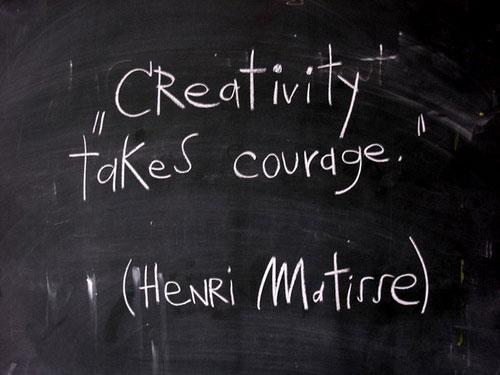 Creativity
"takes courage."
(Henri Matisse)